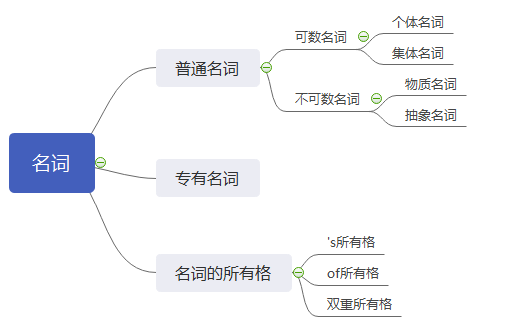 名词
普通名词
可数名词
个体名词
集体名词
不可数名词
物质名词
抽象名词
专有名词
名词的所有格
's所有格
of所有格
双重所有格